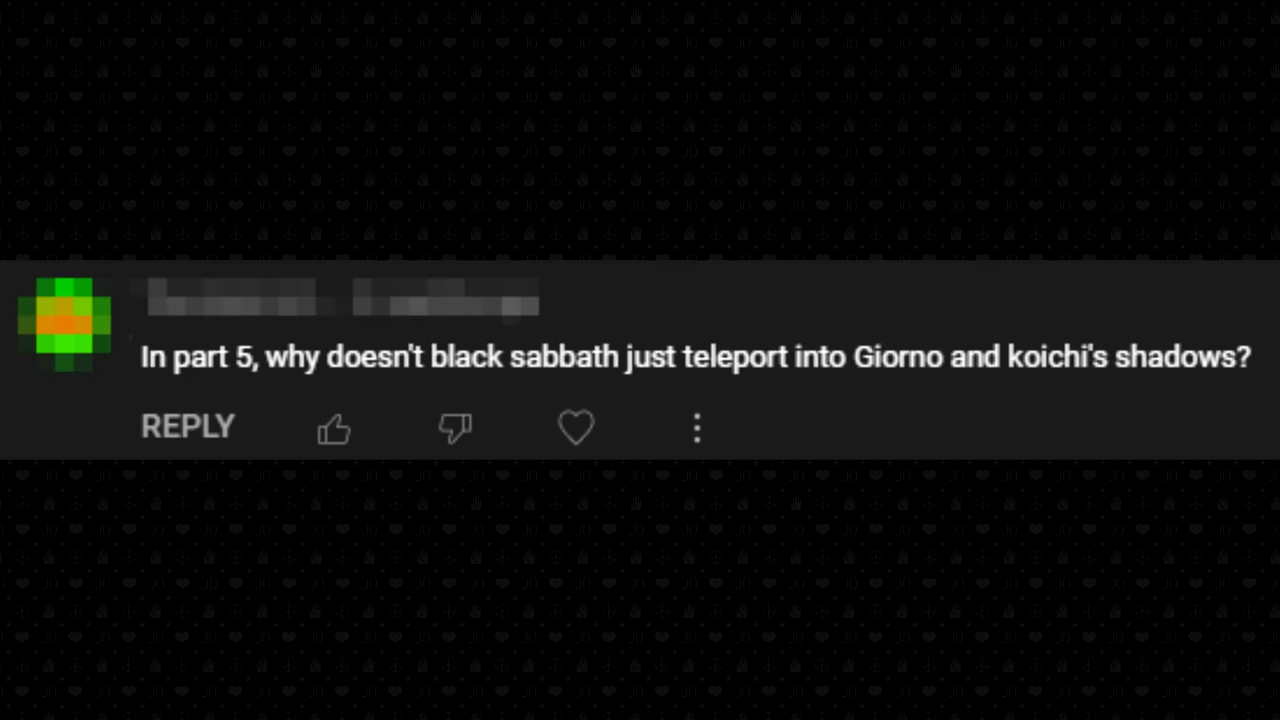 In part 5, why doesn't black sabbath just teleport into Giorno and koichi's shadows?
REPLY